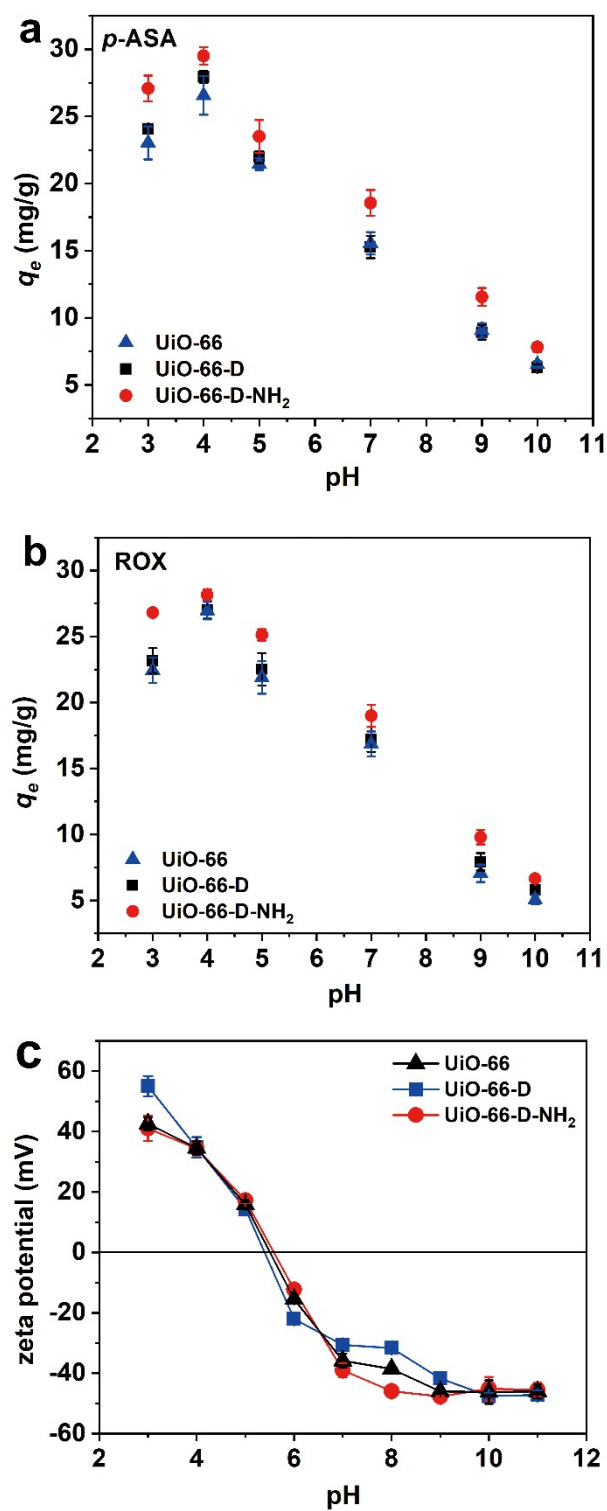 a
p-ASA
30
25
20
15
10
5
qe (mg/g)
UiO-66
UiO-66-D
UiO-66-D-NH2
2 3 4 5 6 7 8 9 10 11
pH
b
ROX
30
25
20
15
10
5
qe (mg/g)
UiO-66
UiO-66-D
UiO-66-D-NH2
2 3 4 5 6 7 8 9 10 11
pH
c
60
40
20
0
-20
-40
-60
zeta potential (mV)
UiO-66
UiO-66-D
UiO-66-D-NH2
2 4 6 8 10 12
pH